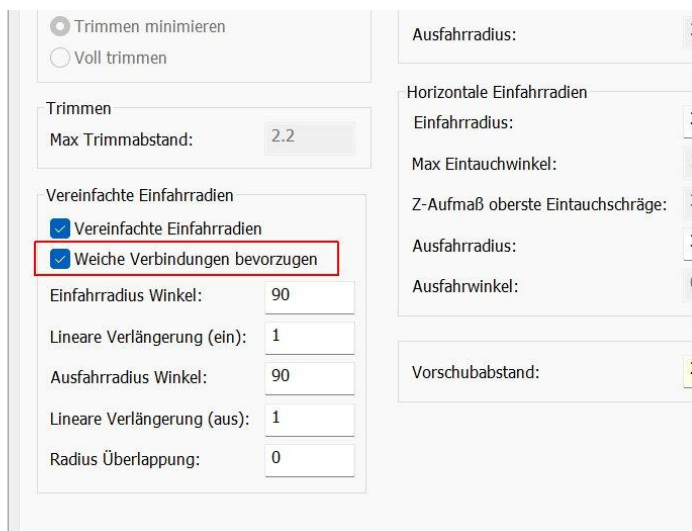 Trimmen minimieren
Voll trimmen
Trimmen
Max Trimmabstand: 2.2
Vereinfachte Einfahrradien
Vereinfachte Einfahrradien
Weiche Verbindungen bevorzugen
Einfahrradius Winkel: 90
Lineare Verlängerung (ein): 1
Ausfahrradius Winkel: 90
Lineare Verlängerung (aus): 1
Radius Überlappung: 0
Ausfahrradius:
Horizontale Einfahrradien
Einfahrradius:
Max Eintauchwinkel:
Z-Aufmaß oberste Eintauchschräge:
Ausfahrradius:
Ausfahrwinkel:
Vorschubabstand: